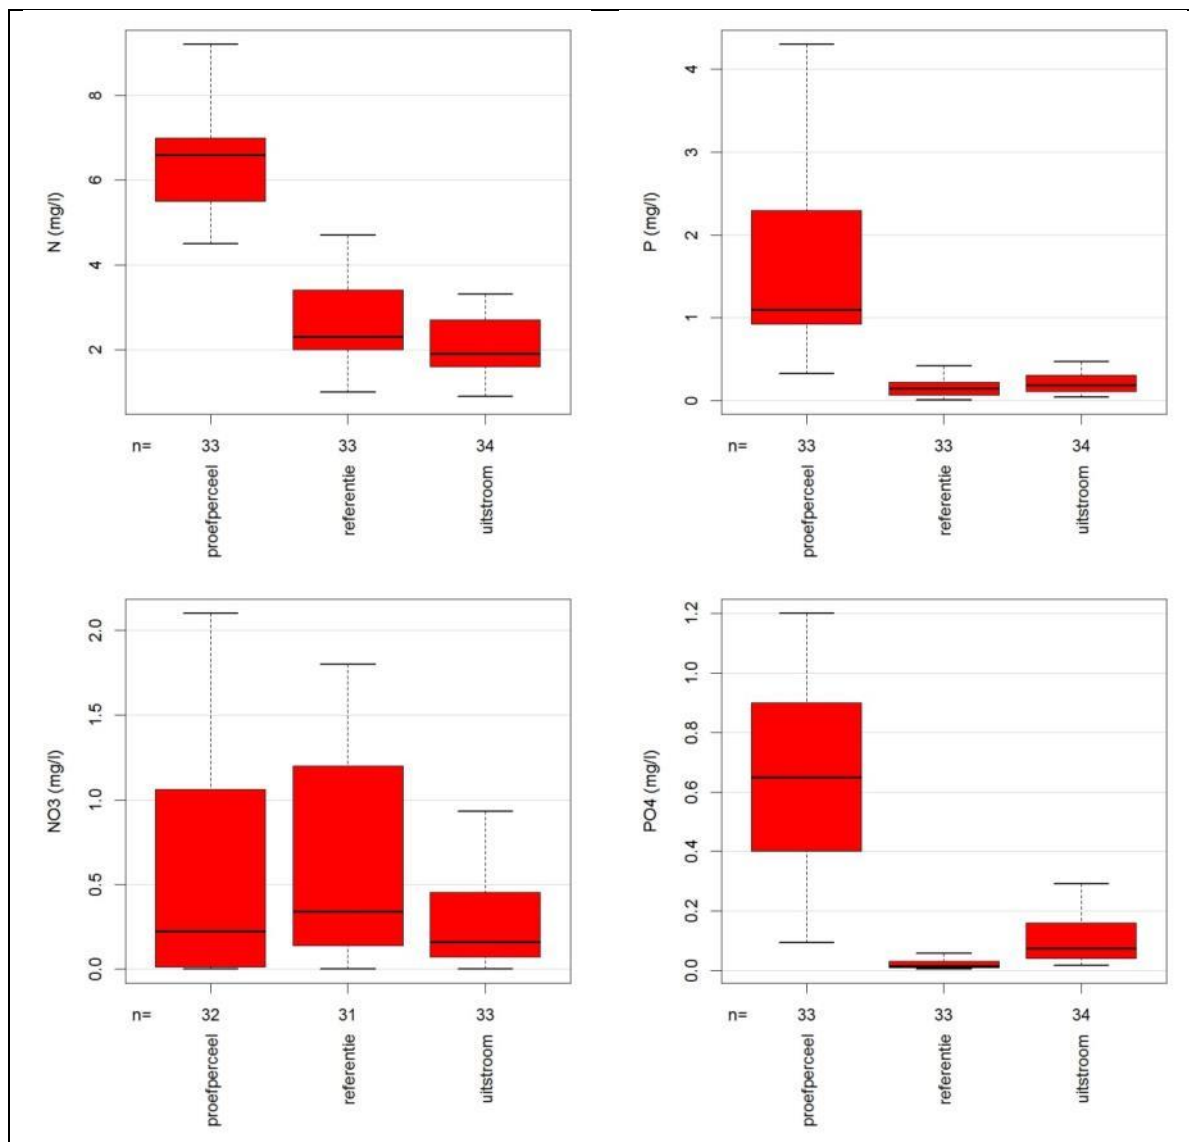 N (mg/l)
8
6
4
2
n= 33 33 34
proefperceel
referentie
uitstroom
P (mg/l)
4
3
2
1
0
n= 33 33 34
proefperceel
referentie
uitstroom
NO3 (mg/l)
2.0
1.5
1.0
0.5
0.0
n= 32 31 33
proefperceel
referentie
uitstroom
PO4 (mg/l)
1.2
1.0
0.8
0.6
0.4
0.2
0.0
n= 33 33 34
proefperceel
referentie
uitstroom